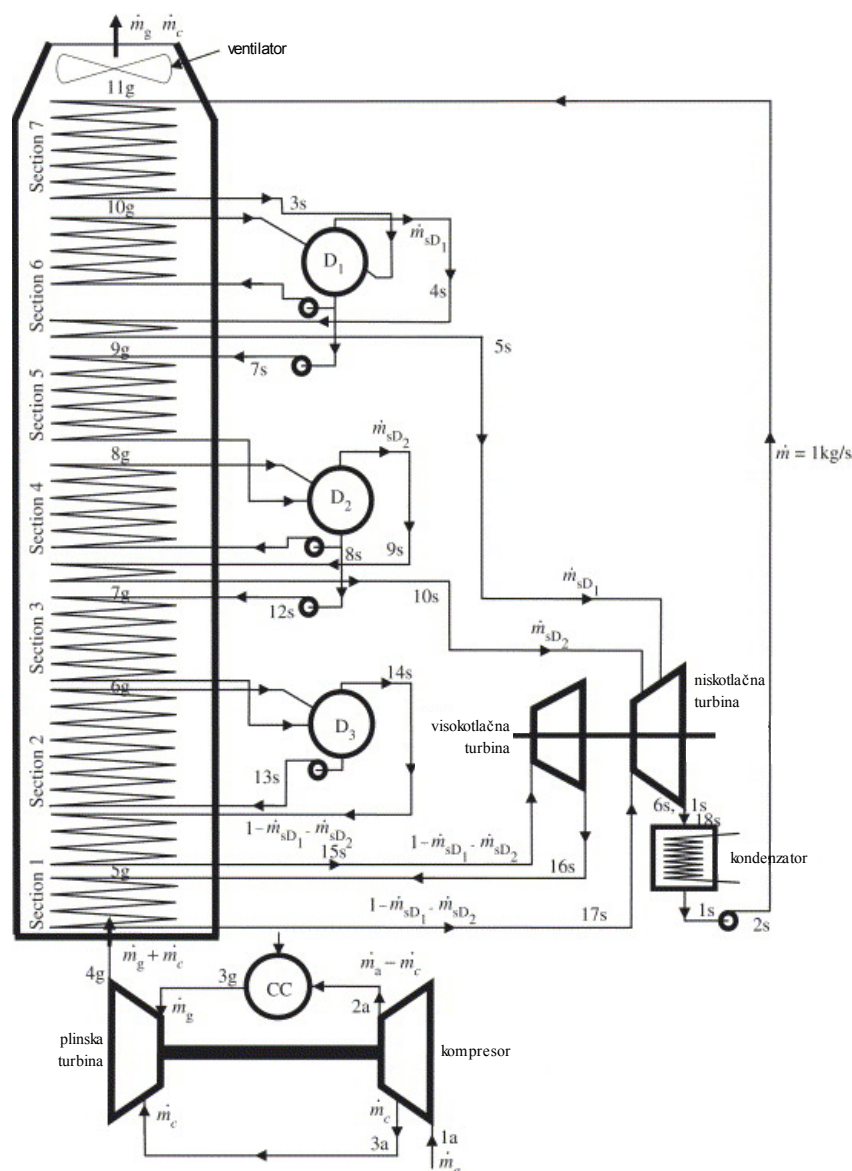 ṁg ṁc
ventilator
11g
Section 7
10g
3s
ṁsD1
D1
Section 6
4s
9g
7s
5s
Section 5
ṁsD2
8g
D2
ṁ = 1kg/s
Section 4
8s
9s
ṁsD1
7g
12s
10s
ṁsD2
Section 3
14s
niskotlačna
turbina
6g
visokotlačna
turbina
D3
Section 2
13s
6s, 1s
1-ṁsD1-ṁsD2
18s
15s
1-ṁsD1-ṁsD2
kondenzator
5g
16s
Section 1
1-ṁsD1-ṁsD2
17s
1s
2s
ṁg + ṁc
4g
3g
CC
ṁa - ṁc
2a
ṁg
plinska
turbina
kompresor
ṁc
ṁc
3a
1a